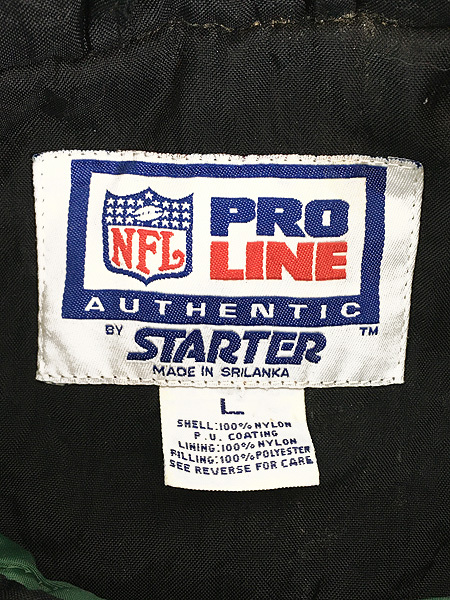 NFL
PRO
LINE
AUTHENTIC
BY STARTER ™
MADE IN SRILANKA
L
SHELL:100% NYLON
P.U. COATING
LINING:100% NYLON
FILLING:100% POLYESTER
SEE REVERSE FOR CARE